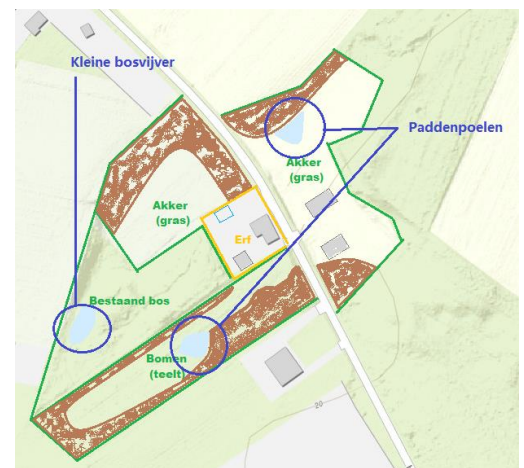 Kleine bosvijver
Paddenpoelen
Akker
(gras)
Akker
(gras)
Erf
Bestaand bos
Bomen
(teelt)
20